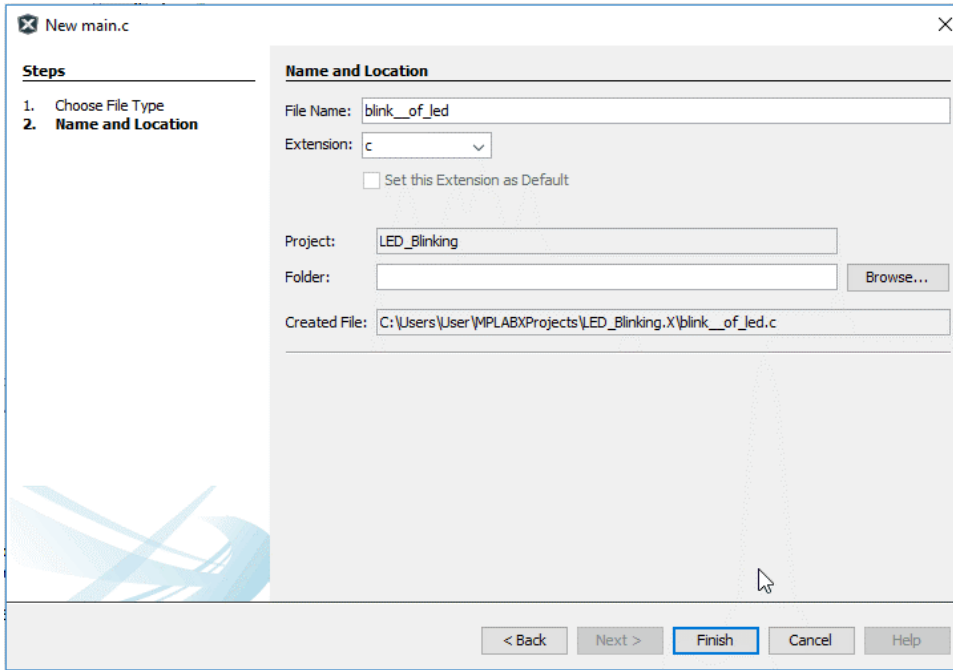 New main.c
Steps
1. Choose File Type
2. Name and Location
Name and Location
File Name: blink__of_led
Extension: c
Set this Extension as Default
Project: LED_Blinking
Folder: Browse...
Created File: C:\Users\User\MPLABXProjects\LED_Blinking.X\blink__of_led.c
< Back Next > Finish Cancel Help